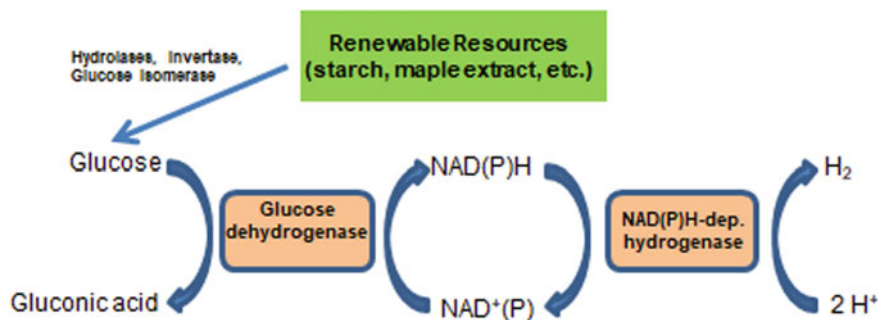 Renewable Resources
(starch, maple extract, etc.)
Hydrolases, Invertase,
Glucose Isomerase
Glucose
NAD(P)H
H₂
Glucose
dehydrogenase
NAD(P)H-dep.
hydrogenase
Gluconic acid
NAD⁺(P)
2 H⁺